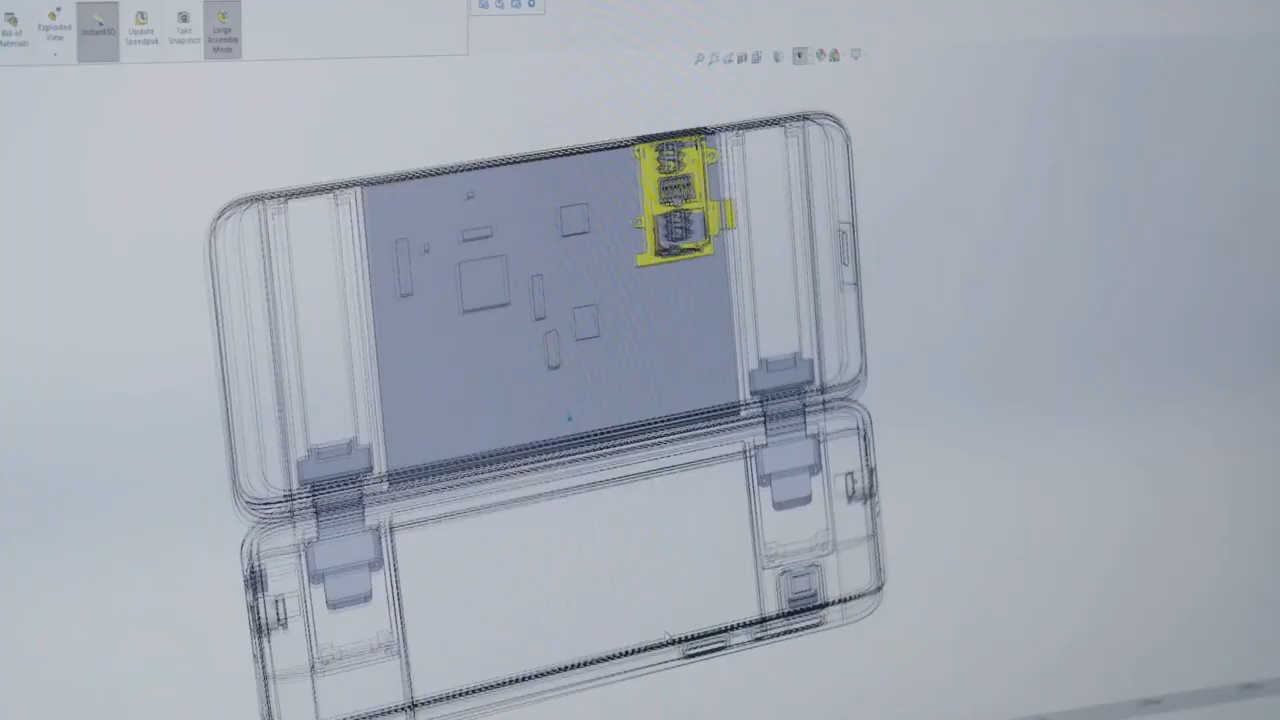 Bill of
Materials
Exploded
View
Instant3D
Update
Speedpak
Take
Snapshot
Large
Assembly
Mode